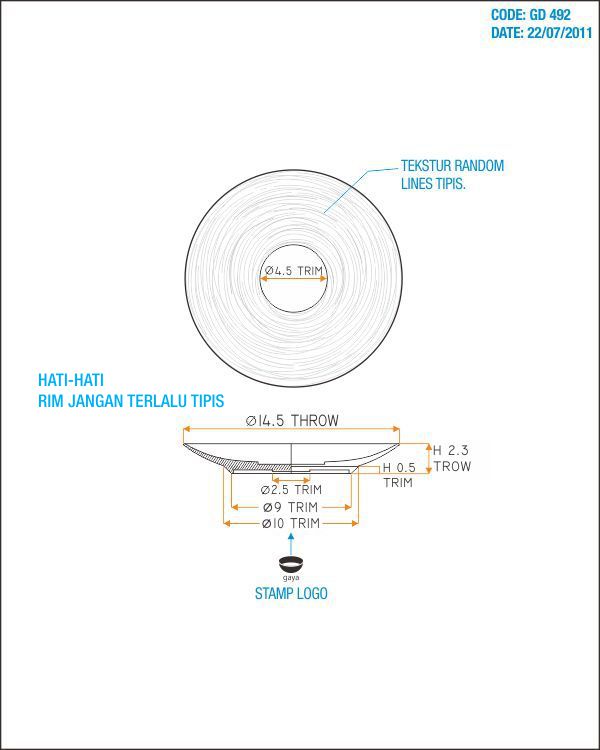 CODE: GD 492
DATE: 22/07/2011
TEKSTUR RANDOM
LINES TIPIS.
Ø4.5 TRIM
HATI-HATI
RIM JANGAN TERLALU TIPIS
Ø14.5 THROW
H 2.3
TROW
H 0.5
TRIM
Ø2.5 TRIM
Ø9 TRIM
Ø10 TRIM
gaya
STAMP LOGO